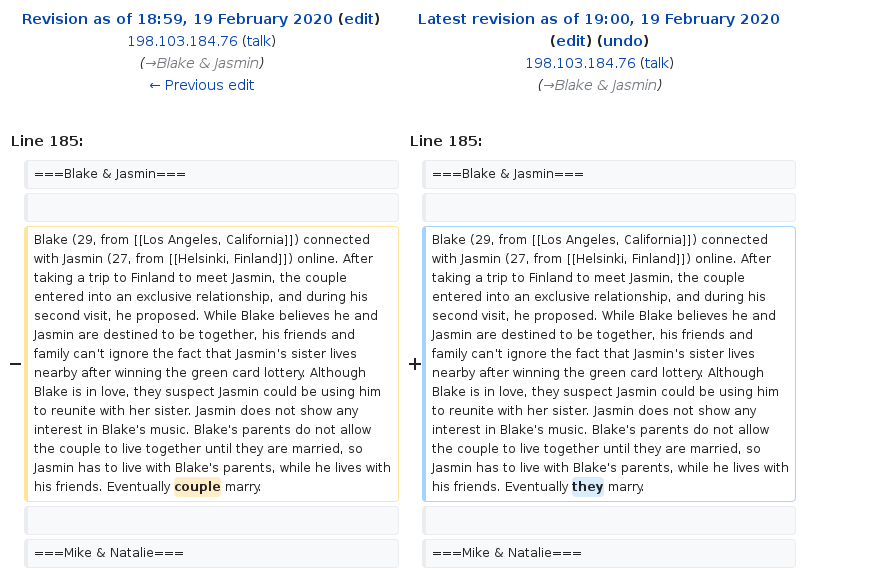 Revision as of 18:59, 19 February 2020 (edit)
198.103.184.76 (talk)
(→Blake & Jasmin)
← Previous edit
Latest revision as of 19:00, 19 February 2020
(edit) (undo)
198.103.184.76 (talk)
(→Blake & Jasmin)
Line 185:
===Blake & Jasmin===
− Blake (29, from [[Los Angeles, California]]) connected
with Jasmin (27, from [[Helsinki, Finland]]) online. After
taking a trip to Finland to meet Jasmin, the couple
entered into an exclusive relationship, and during his
second visit, he proposed. While Blake believes he and
Jasmin are destined to be together, his friends and
family can't ignore the fact that Jasmin's sister lives
nearby after winning the green card lottery. Although
Blake is in love, they suspect Jasmin could be using him
to reunite with her sister. Jasmin does not show any
interest in Blake's music. Blake's parents do not allow
the couple to live together until they are married, so
Jasmin has to live with Blake's parents, while he lives with
his friends. Eventually couple marry.
===Mike & Natalie===
Line 185:
===Blake & Jasmin===
+ Blake (29, from [[Los Angeles, California]]) connected
with Jasmin (27, from [[Helsinki, Finland]]) online. After
taking a trip to Finland to meet Jasmin, the couple
entered into an exclusive relationship, and during his
second visit, he proposed. While Blake believes he and
Jasmin are destined to be together, his friends and
family can't ignore the fact that Jasmin's sister lives
nearby after winning the green card lottery. Although
Blake is in love, they suspect Jasmin could be using him
to reunite with her sister. Jasmin does not show any
interest in Blake's music. Blake's parents do not allow
the couple to live together until they are married, so
Jasmin has to live with Blake's parents, while he lives with
his friends. Eventually they marry.
===Mike & Natalie===